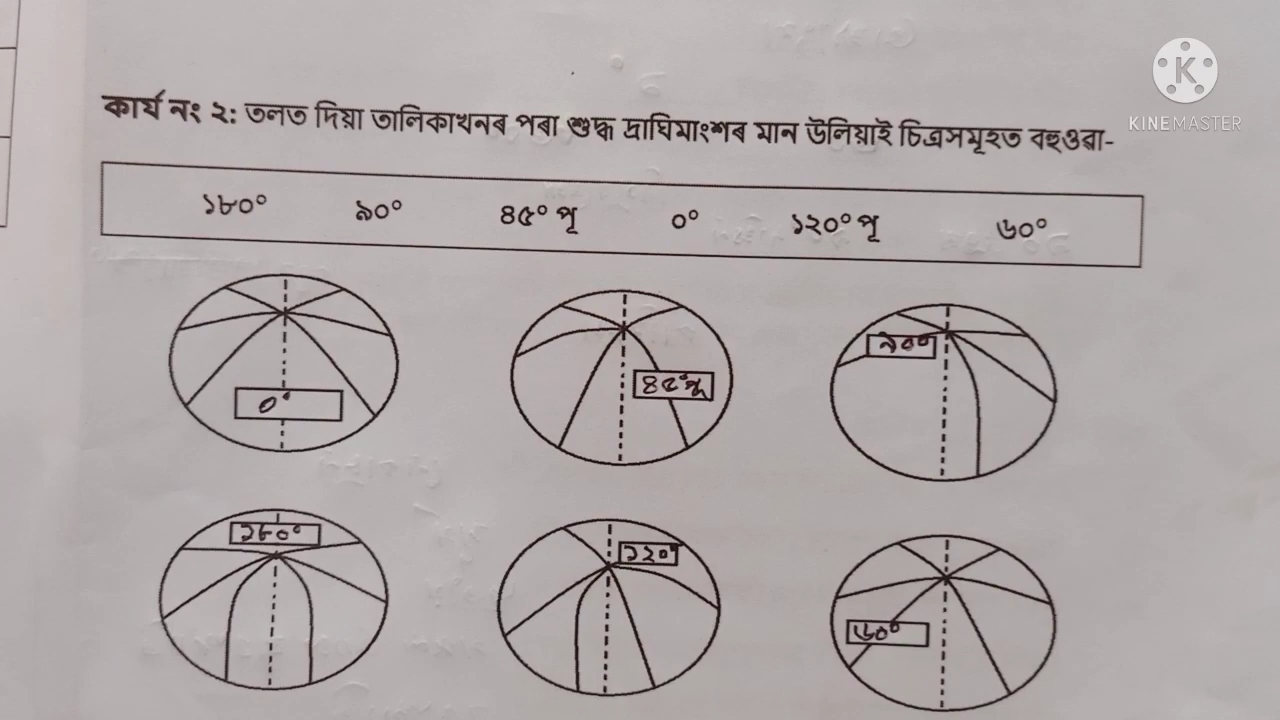 K
KINEMASTER
কাৰ্য নং ২: তলত দিয়া তালিকাখনৰ পৰা শুদ্ধ দ্ৰাঘিমাংশৰ মান উলিয়াই চিত্ৰসমূহত বহুওৱা-
১৮০° ৯০° ৪৫° পূ ০° ১২০° পূ ৬০°
০° ৪৫°পূ ৯০°
১৮০° ১২০° ৬০°